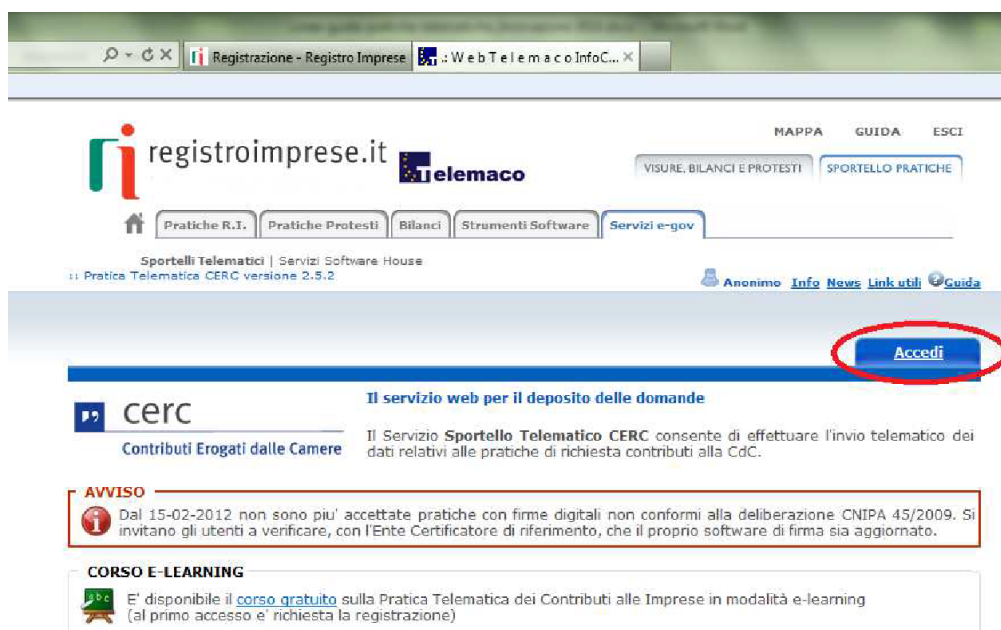 Registrazione - Registro Imprese
.: W e b T e l e m a c o InfoC...
registroimprese.it
Telemaco
MAPPA GUIDA ESCI
VISURE, BILANCI E PROTESTI
SPORTELLO PRATICHE
Pratiche R.I.
Pratiche Protesti
Bilanci
Strumenti Software
Servizi e-gov
Sportelli Telematici | Servizi Software House
:: Pratica Telematica CERC versione 2.5.2
Anonimo Info News Link utili Guida
Accedi
cerc
Contributi Erogati dalle Camere
Il servizio web per il deposito delle domande
Il Servizio Sportello Telematico CERC consente di effettuare l'invio telematico dei
dati relativi alle pratiche di richiesta contributi alla CdC.
AVVISO
Dal 15-02-2012 non sono piu' accettate pratiche con firme digitali non conformi alla deliberazione CNIPA 45/2009. Si
invitano gli utenti a verificare, con l'Ente Certificatore di riferimento, che il proprio software di firma sia aggiornato.
CORSO E-LEARNING
E' disponibile il corso gratuito sulla Pratica Telematica dei Contributi alle Imprese in modalità e-learning
(al primo accesso e' richiesta la registrazione)